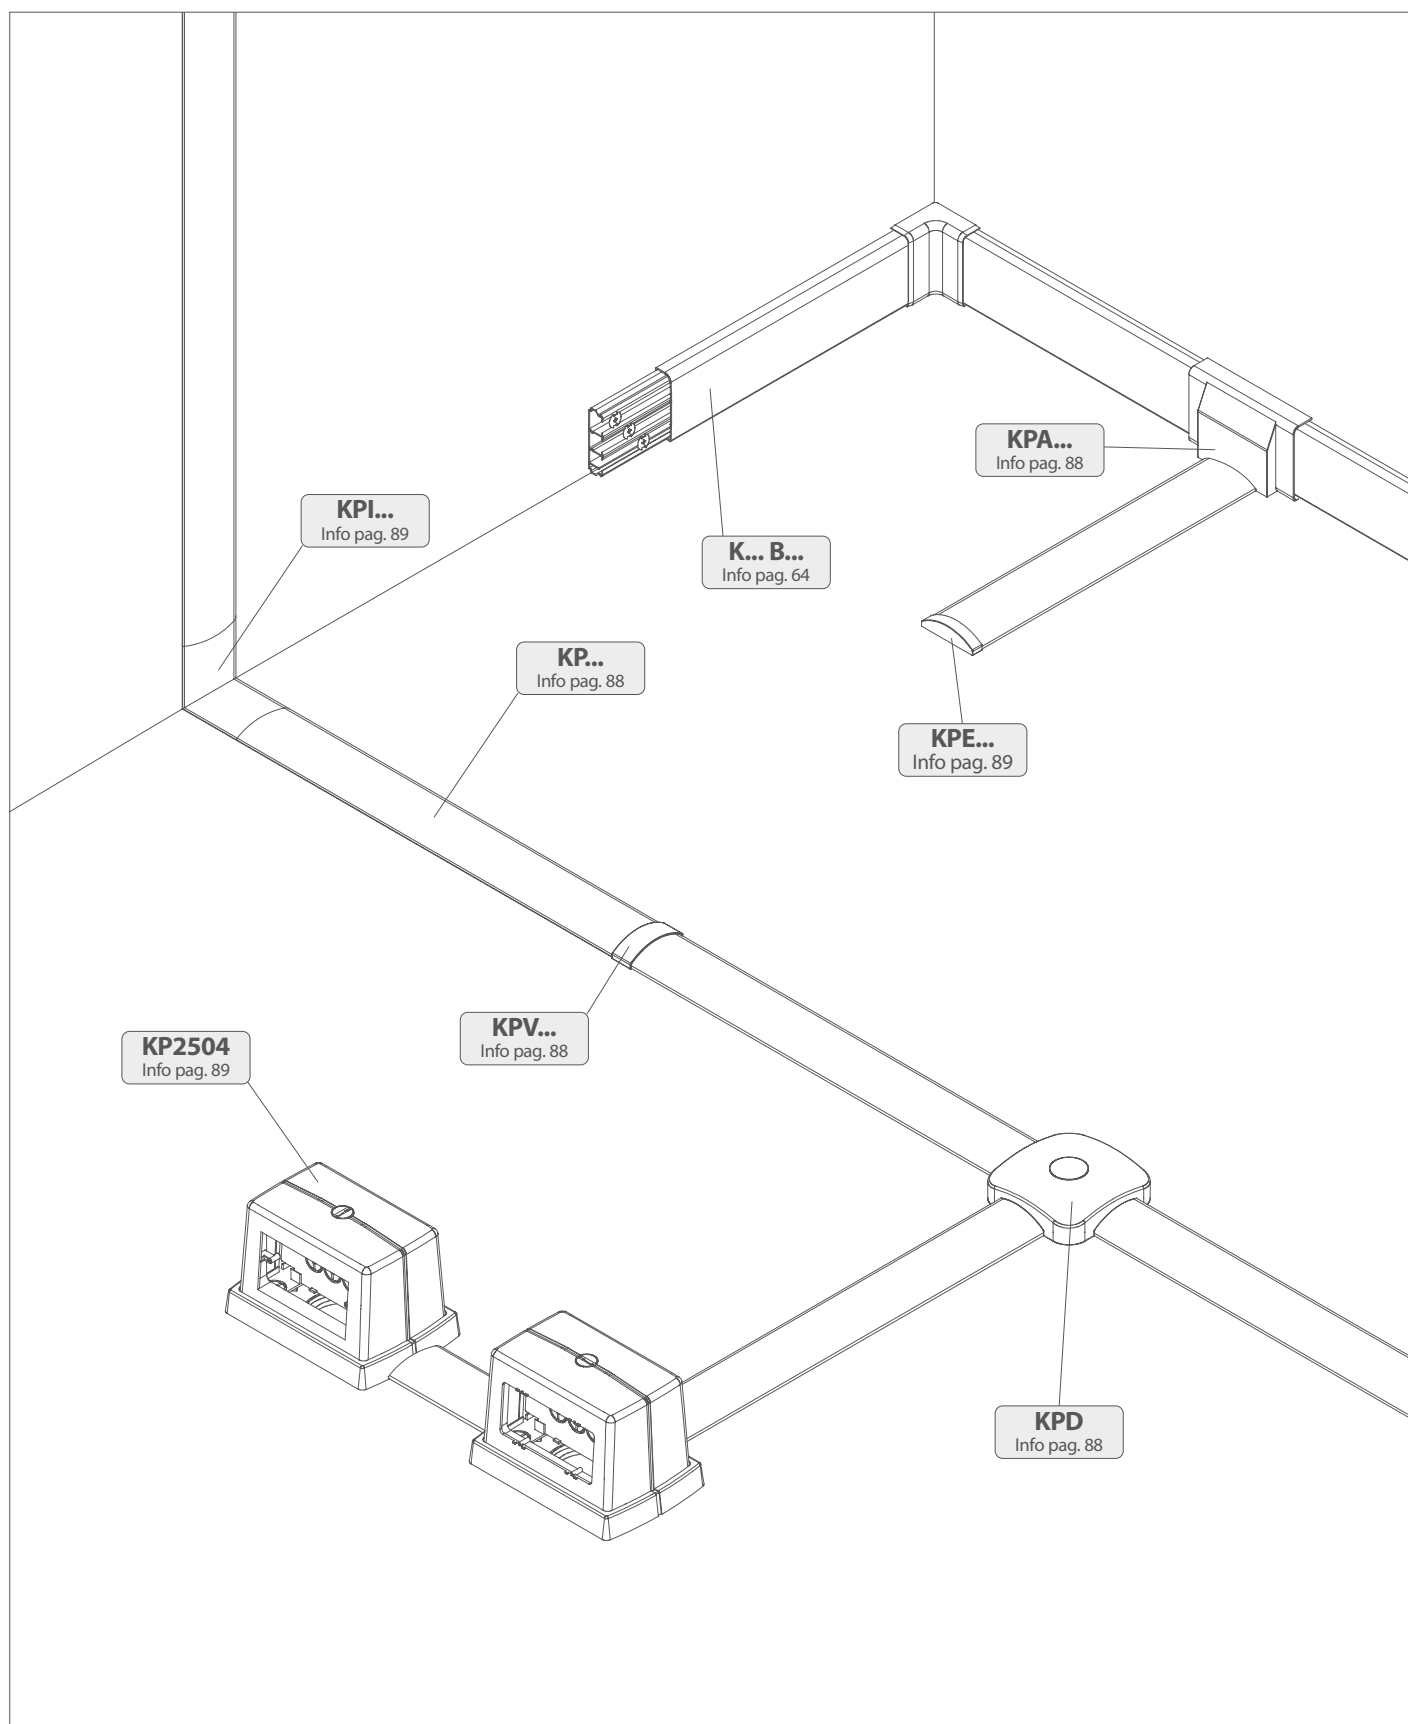 KPA...
Info pag. 88
KPI...
Info pag. 89
K... B...
Info pag. 64
KP...
Info pag. 88
KPE...
Info pag. 89
KPV...
Info pag. 88
KP2504
Info pag. 89
KPD
Info pag. 88